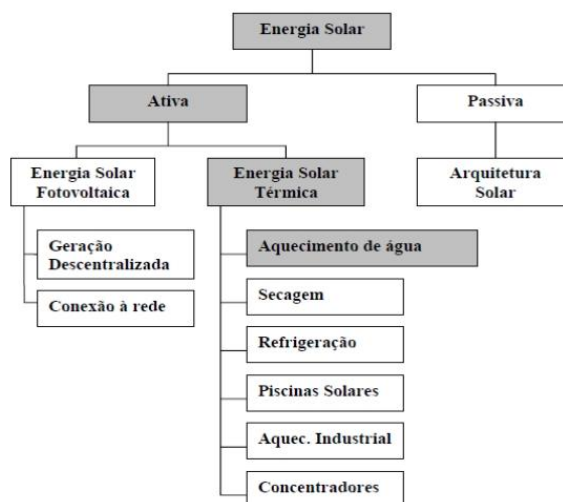 Energia Solar
Ativa
Passiva
Energia Solar
Fotovoltaica
Energia Solar
Térmica
Arquitetura
Solar
Geração
Descentralizada
Conexão à rede
Aquecimento de água
Secagem
Refrigeração
Piscinas Solares
Aquec. Industrial
Concentradores